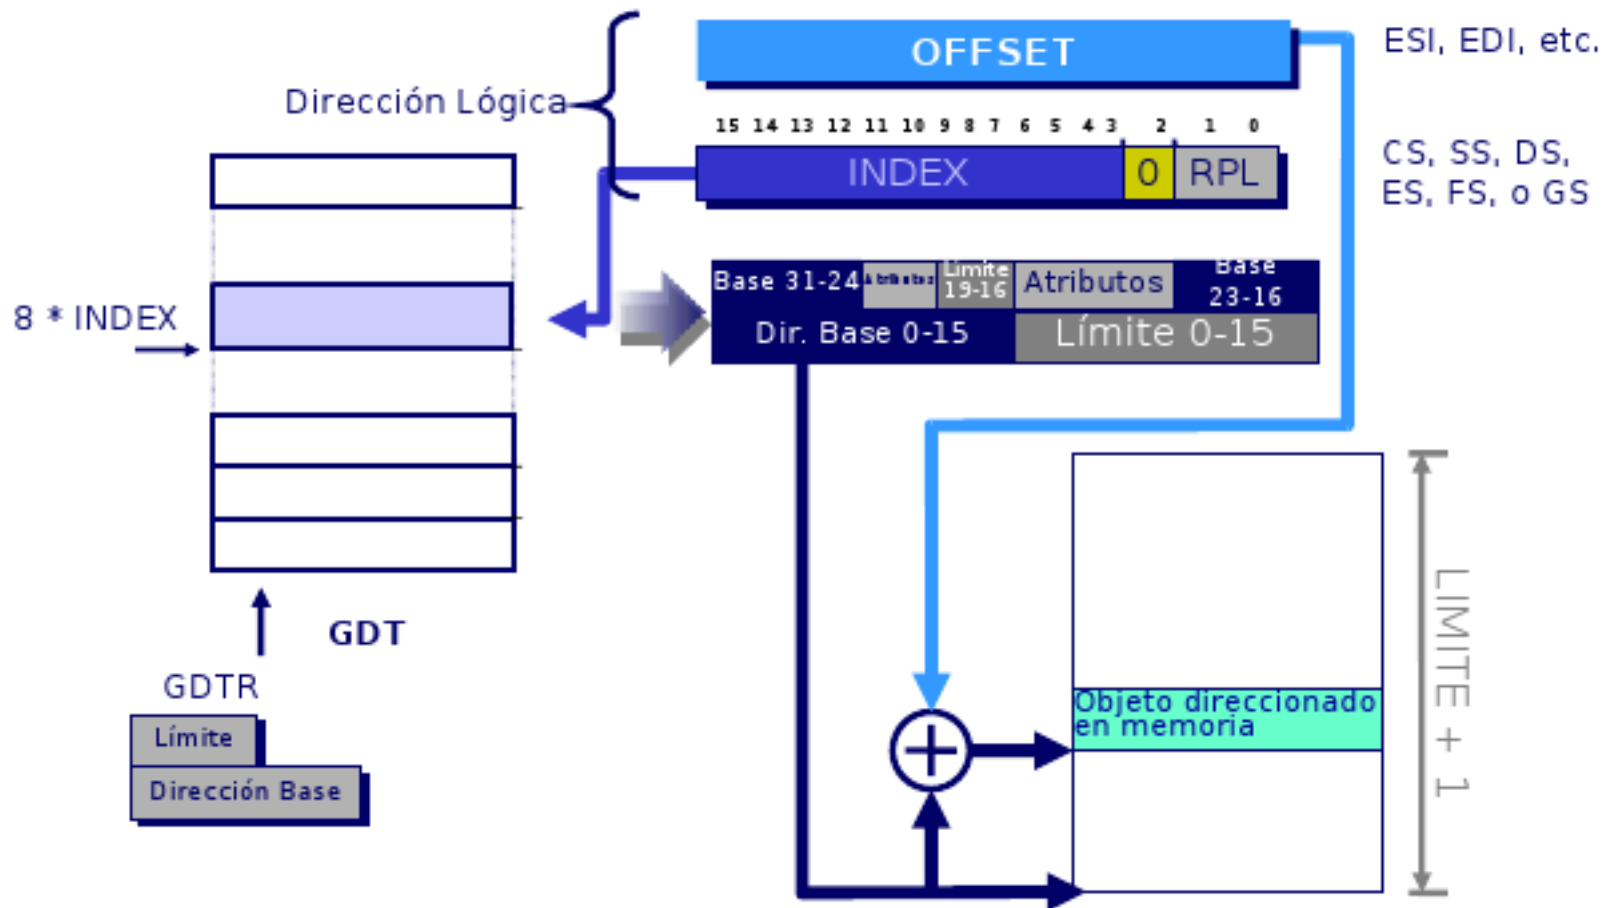 OFFSET
ESI, EDI, etc.
Dirección Lógica
15 14 13 12 11 10 9 8 7 6 5 4 3 2 1 0
INDEX 0 RPL
CS, SS, DS,
ES, FS, o GS
Base 31-24 Atributos Límite
19-16 Atributos Base
23-16
8 * INDEX
Dir. Base 0-15 Límite 0-15
GDT
GDTR
Límite
Dirección Base
Objeto direccionado
en memoria
LIMITE + 1